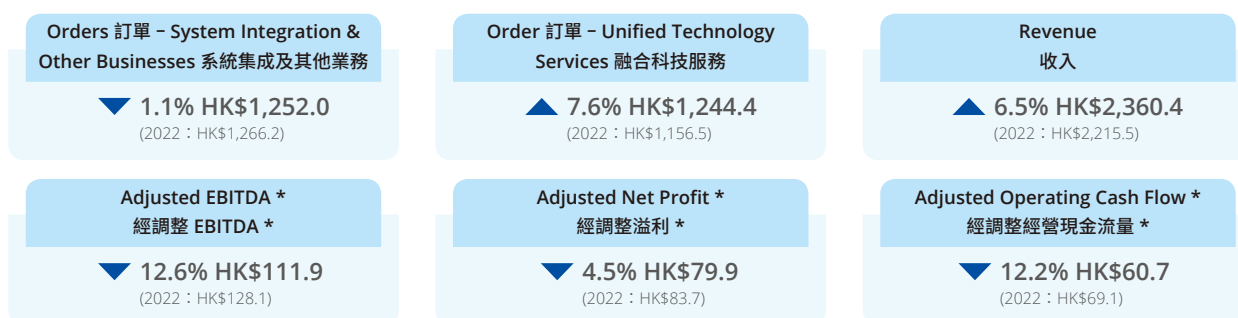 Orders 訂單 – System Integration &
Other Businesses 系統集成及其他業務
1.1% HK$1,252.0
(2022：HK$1,266.2)
Order 訂單 – Unified Technology
Services 融合科技服務
7.6% HK$1,244.4
(2022：HK$1,156.5)
Revenue
收入
6.5% HK$2,360.4
(2022：HK$2,215.5)
Adjusted EBITDA *
經調整 EBITDA *
12.6% HK$111.9
(2022：HK$128.1)
Adjusted Net Profit *
經調整溢利 *
4.5% HK$79.9
(2022：HK$83.7)
Adjusted Operating Cash Flow *
經調整經營現金流量 *
12.2% HK$60.7
(2022：HK$69.1)